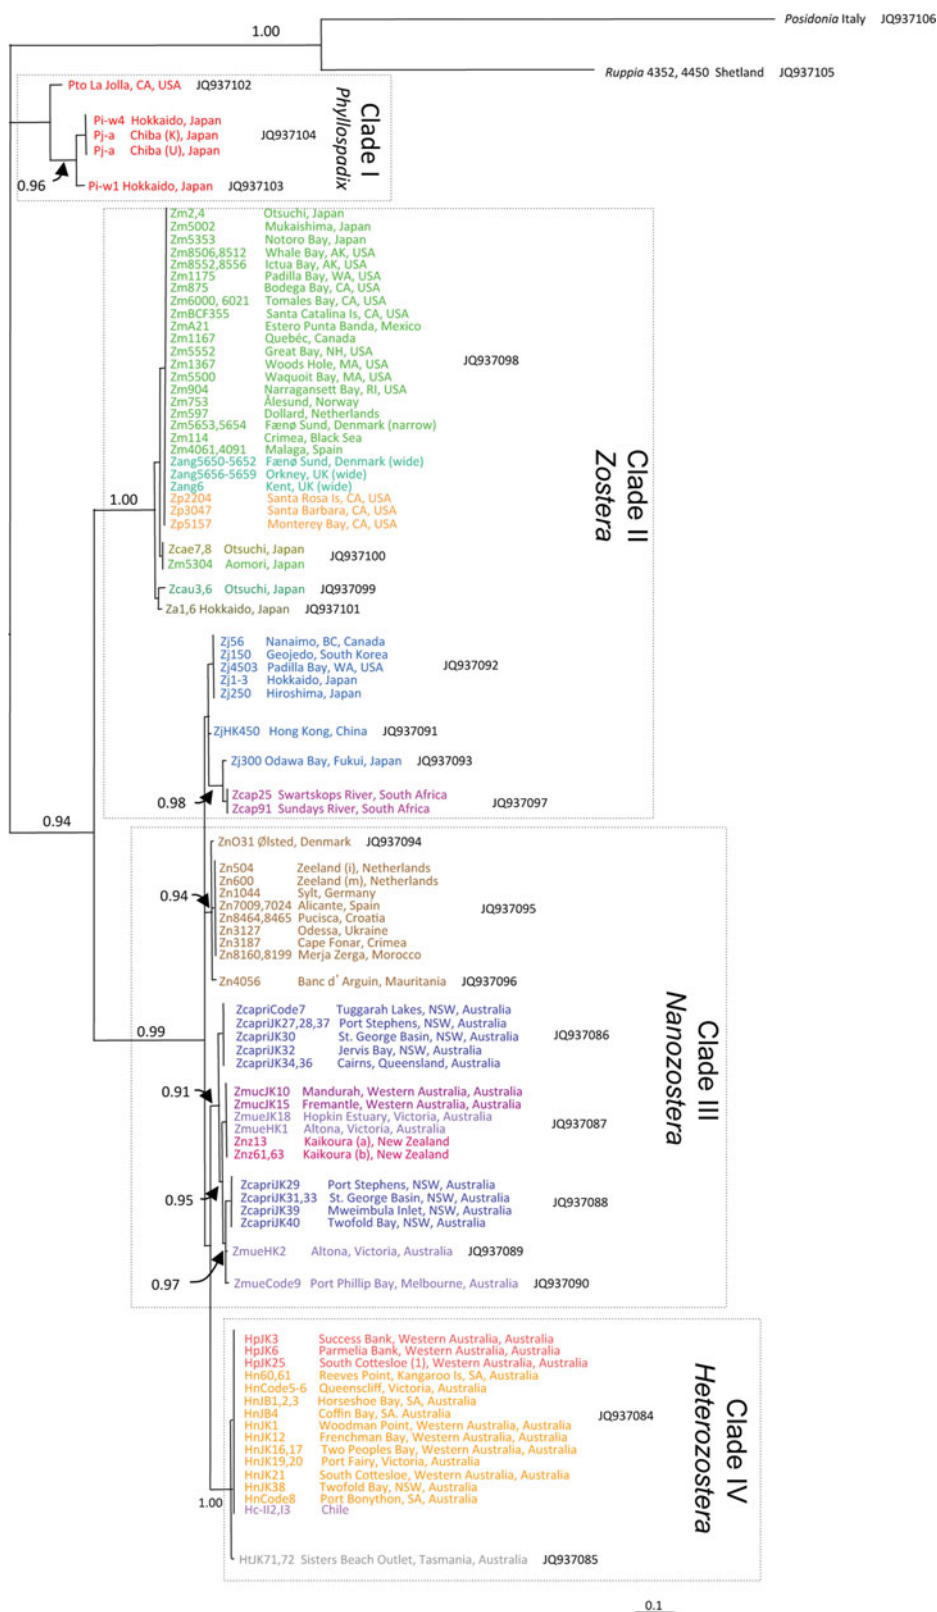 1.00
Posidonia Italy JQ937106
Ruppia 4352, 4450 Shetland JQ937105
Clade I
Phyllospadix
Pto La Jolla, CA, USA JQ937102
Pi-w4 Hokkaido, Japan
Pj-a Chiba (K), Japan
JQ937104
Pj-a Chiba (U), Japan
0.96
Pi-w1 Hokkaido, Japan JQ937103
Clade II
Zostera
Zm2,4 Otsuchi, Japan
Zm5002 Mukaishima, Japan
Zm5353 Notoro Bay, Japan
Zm8506,8512 Whale Bay, AK, USA
Zm8552,8556 Ictua Bay, AK, USA
Zm1175 Padilla Bay, WA, USA
Zm875 Bodega Bay, CA, USA
Zm6000, 6021 Tomales Bay, CA, USA
ZmBCF355 Santa Catalina Is, CA, USA
ZmA21 Estero Punta Banda, Mexico
Zm1167 Quebéc, Canada
Zm5552 Great Bay, NH, USA
JQ937098
Zm1367 Woods Hole, MA, USA
Zm5500 Waquoit Bay, MA, USA
Zm904 Narragansett Bay, RI, USA
Zm753 Ålesund, Norway
Zm597 Dollard, Netherlands
Zm5653,5654 Fænø Sund, Denmark (narrow)
Zm114 Crimea, Black Sea
Zm4061,4091 Malaga, Spain
Zang5650-5652 Fænø Sund, Denmark (wide)
Zang5656-5659 Orkney, UK (wide)
Zang6 Kent, UK (wide)
Zp2204 Santa Rosa Is, CA, USA
Zp3047 Santa Barbara, CA, USA
Zp5157 Monterey Bay, CA, USA
1.00
Zcae7,8 Otsuchi, Japan
JQ937100
Zm5304 Aomori, Japan
Zcau3,6 Otsuchi, Japan JQ937099
Za1,6 Hokkaido, Japan JQ937101
Zj56 Nanaimo, BC, Canada
Zj150 Geojedo, South Korea
Zj4503 Padilla Bay, WA, USA JQ937092
Zj1-3 Hokkaido, Japan
Zj250 Hiroshima, Japan
ZjHK450 Hong Kong, China JQ937091
Zj300 Odawa Bay, Fukui, Japan JQ937093
0.98
Zcap25 Swartskops River, South Africa
JQ937097
Zcap91 Sundays River, South Africa
0.94
Clade III
Nanozostera
ZnO31 Ølsted, Denmark JQ937094
Zn504 Zeeland (i), Netherlands
Zn600 Zeeland (m), Netherlands
0.94
Zn1044 Sylt, Germany
Zn7009,7024 Alicante, Spain
JQ937095
Zn8464,8465 Pucisca, Croatia
Zn3127 Odessa, Ukraine
Zn3187 Cape Fonar, Crimea
Zn8160,8199 Merja Zerga, Morocco
Zn4056 Banc d' Arguin, Mauritania JQ937096
0.99
ZcapriCode7 Tuggarah Lakes, NSW, Australia
ZcapriJK27,28,37 Port Stephens, NSW, Australia
ZcapriJK30 St. George Basin, NSW, Australia JQ937086
ZcapriJK32 Jervis Bay, NSW, Australia
ZcapriJK34,36 Cairns, Queensland, Australia
0.91
ZmucJK10 Mandurah, Western Australia, Australia
ZmucJK15 Fremantle, Western Australia, Australia
ZmueJK18 Hopkin Estuary, Victoria, Australia
JQ937087
ZmueHK1 Altona, Victoria, Australia
Znz13 Kaikoura (a), New Zealand
Znz61,63 Kaikoura (b), New Zealand
0.95
ZcapriJK29 Port Stephens, NSW, Australia
ZcapriJK31,33 St. George Basin, NSW, Australia
JQ937088
ZcapriJK39 Mweimbula Inlet, NSW, Australia
ZcapriJK40 Twofold Bay, NSW, Australia
ZmueHK2 Altona, Victoria, Australia JQ937089
0.97
ZmueCode9 Port Phillip Bay, Melbourne, Australia JQ937090
Clade IV
Heterozostera
HpJK3 Success Bank, Western Australia, Australia
HpJK6 Parmelia Bank, Western Australia, Australia
HpJK25 South Cottesloe (1), Western Australia, Australia
Hn60,61 Reeves Point, Kangaroo Is, SA, Australia
HnCode5-6 Queenscliff, Victoria, Australia
HnJB1,2,3 Horseshoe Bay, SA, Australia
HnJB4 Coffin Bay, SA. Australia
JQ937084
HnJK1 Woodman Point, Western Australia, Australia
HnJK12 Frenchman Bay, Western Australia, Australia
HnJK16,17 Two Peoples Bay, Western Australia, Australia
HnJK19,20 Port Fairy, Victoria, Australia
HnJK21 South Cottesloe, Western Australia, Australia
HnJK38 Twofold Bay, NSW, Australia
HnCode8 Port Bonython, SA, Australia
1.00
Hc-II2,I3 Chile
HtJK71,72 Sisters Beach Outlet, Tasmania, Australia JQ937085
0.1